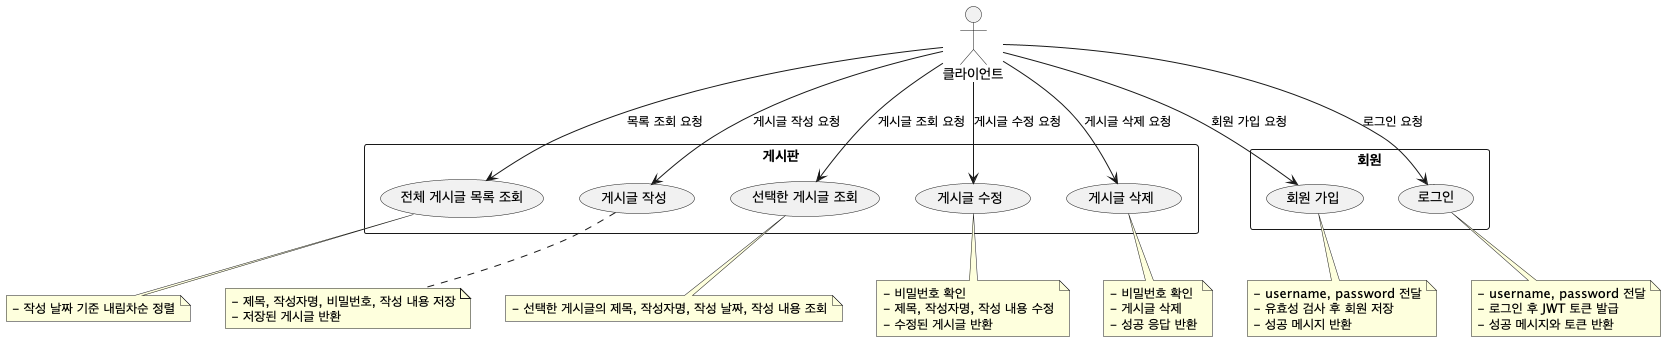 클라이언트
목록 조회 요청
게시글 작성 요청
게시글 조회 요청
게시글 수정 요청
게시글 삭제 요청
회원 가입 요청
로그인 요청
게시판
회원
전체 게시글 목록 조회
게시글 작성
선택한 게시글 조회
게시글 수정
게시글 삭제
회원 가입
로그인
– 작성 날짜 기준 내림차순 정렬
– 제목, 작성자명, 비밀번호, 작성 내용 저장
– 저장된 게시글 반환
– 선택한 게시글의 제목, 작성자명, 작성 날짜, 작성 내용 조회
– 비밀번호 확인
– 제목, 작성자명, 작성 내용 수정
– 수정된 게시글 반환
– 비밀번호 확인
– 게시글 삭제
– 성공 응답 반환
– username, password 전달
– 유효성 검사 후 회원 저장
– 성공 메시지 반환
– username, password 전달
– 로그인 후 JWT 토큰 발급
– 성공 메시지와 토큰 반환